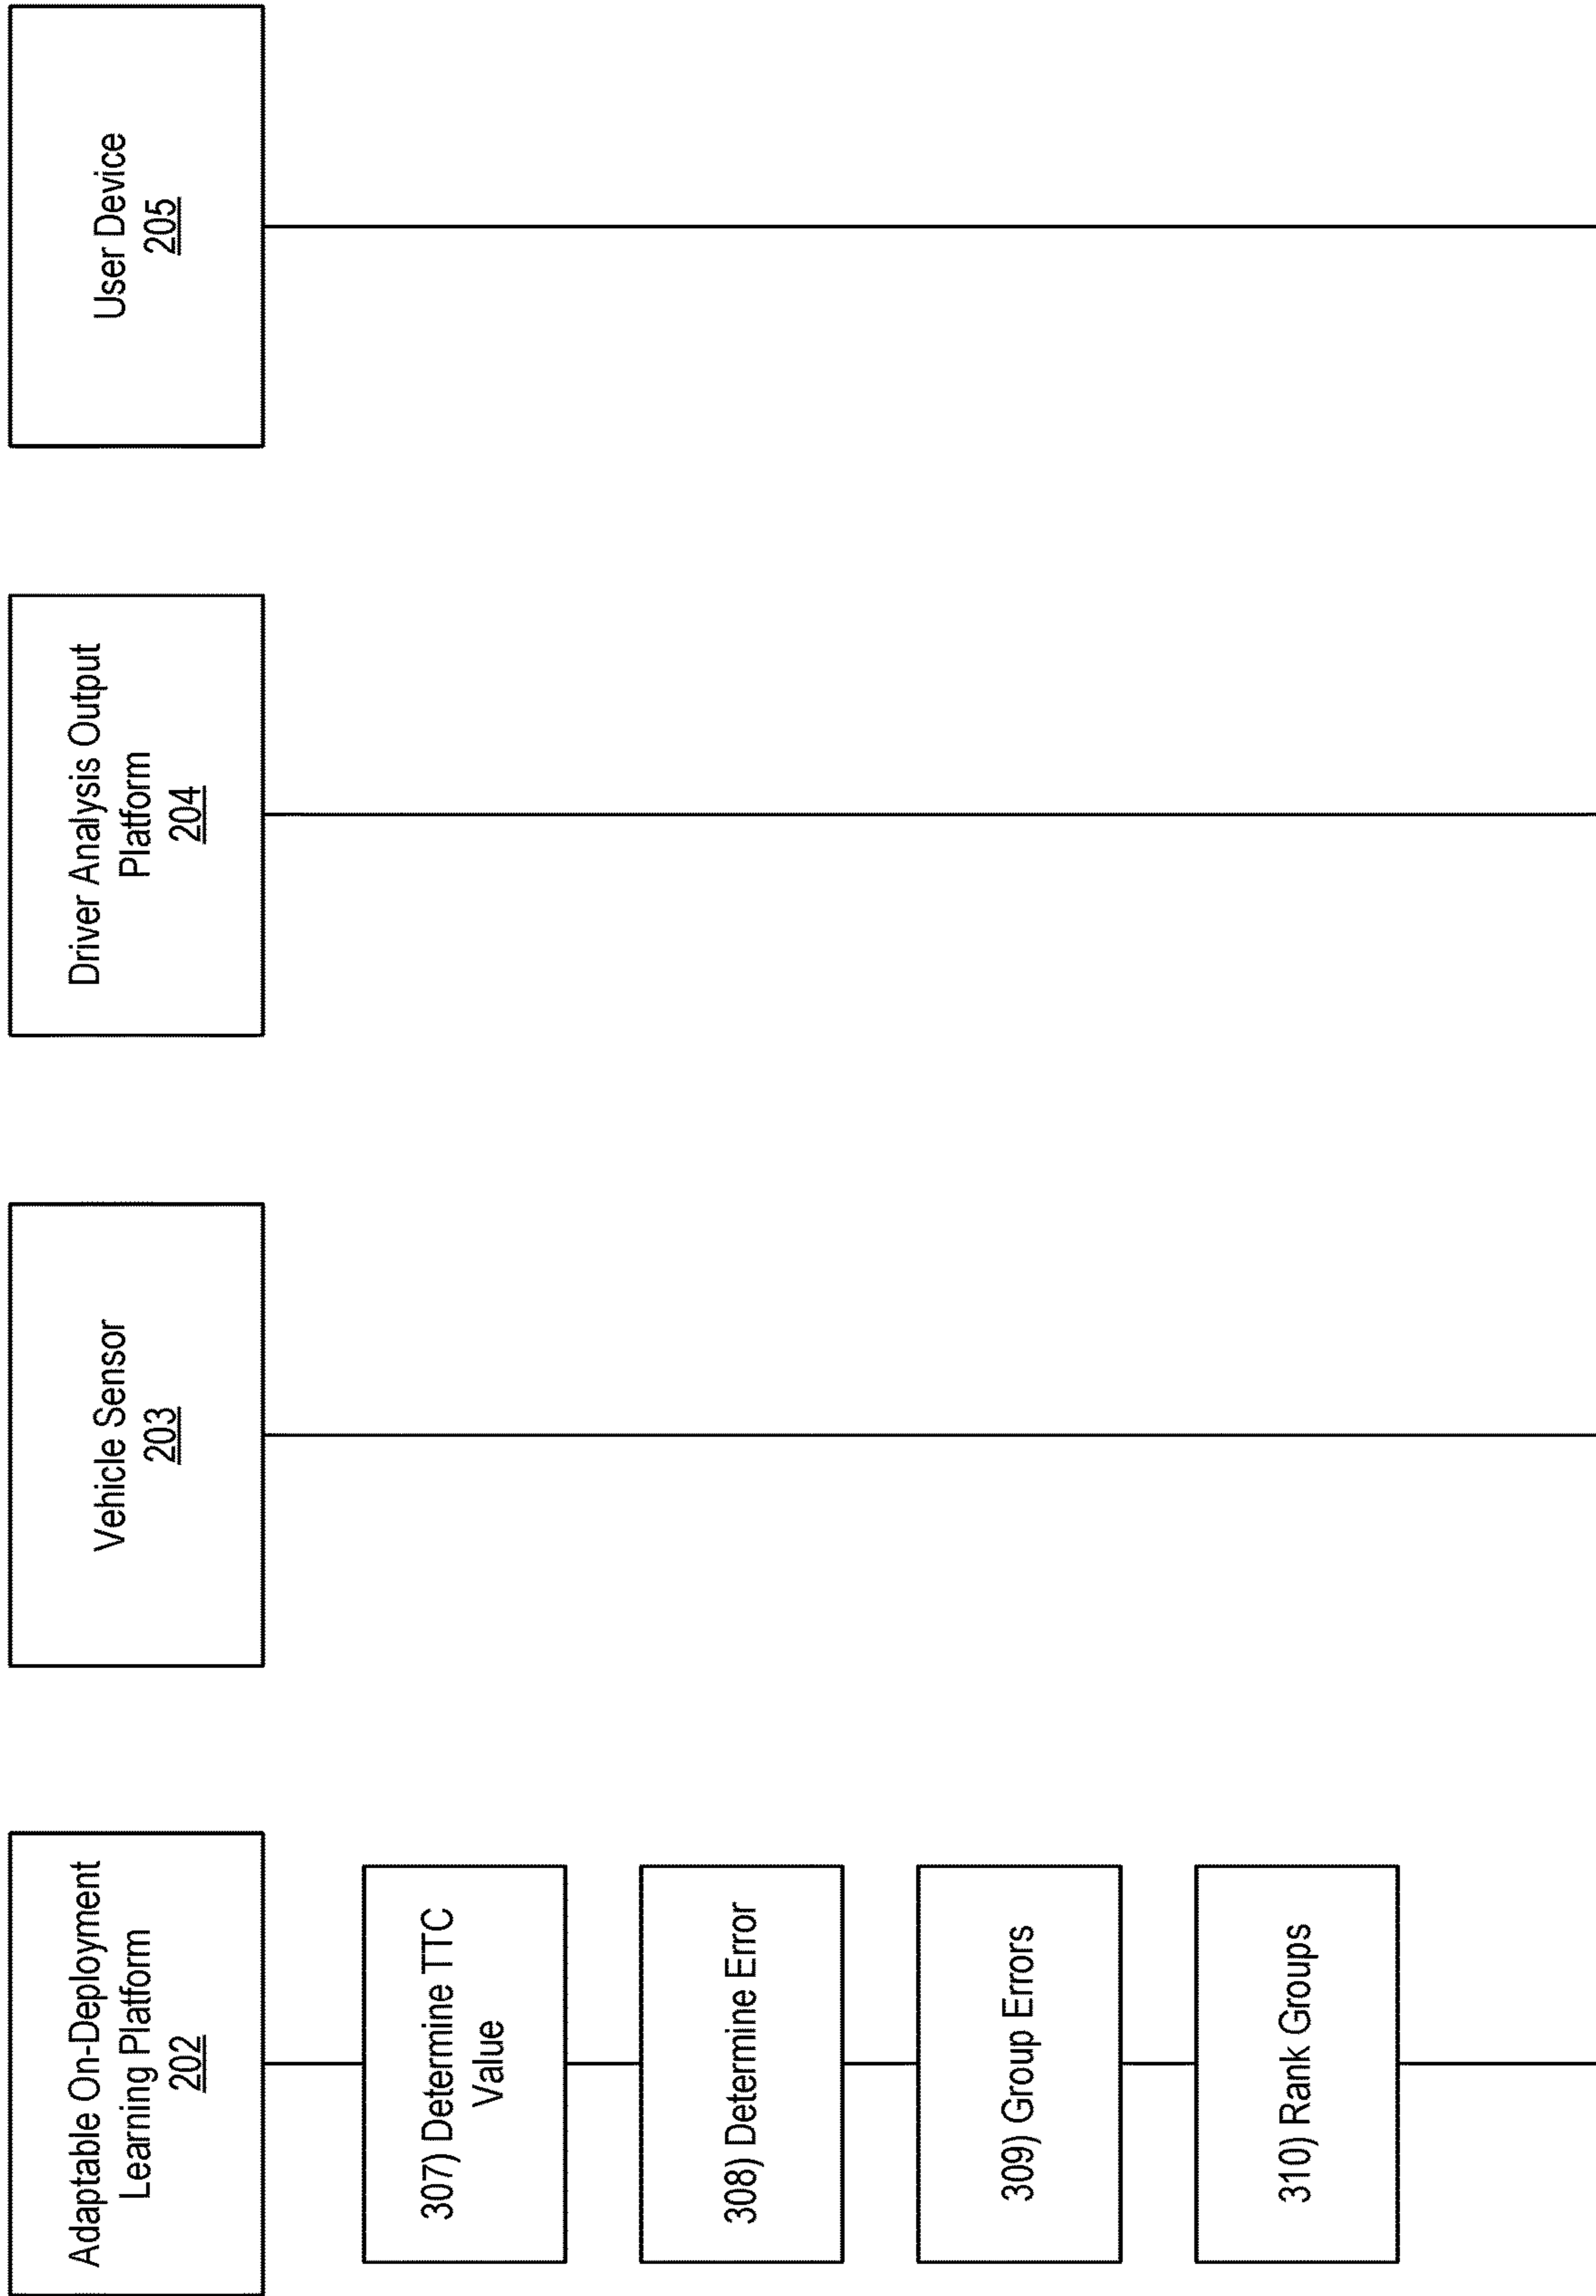 Adaptable On-Deployment
Learning Platform
202
Vehicle Sensor
203
Driver Analysis Output
Platform
204
User Device
205
307) Determine TTC
Value
308) Determine Error
309) Group Errors
310) Rank Groups